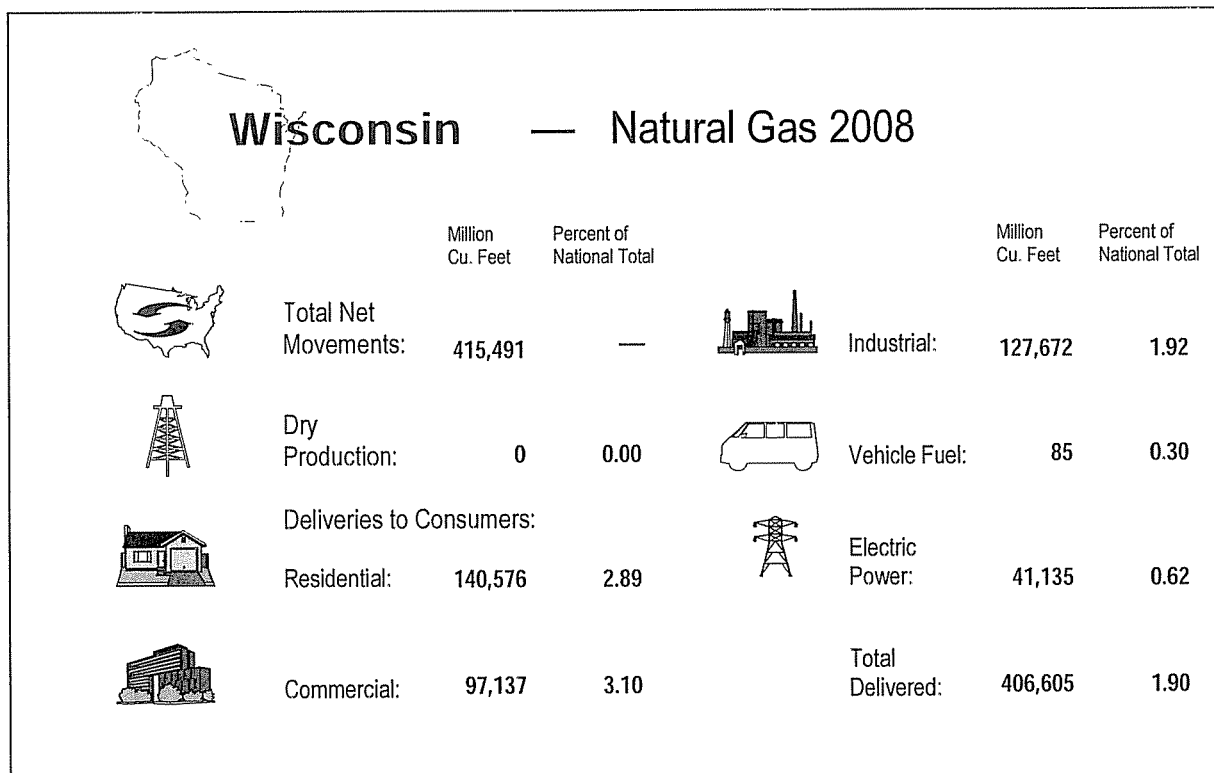 Wisconsin — Natural Gas 2008
Million
Cu. Feet
Percent of
National Total
Total Net
Movements: 415,491 —
Dry
Production: 0 0.00
Deliveries to Consumers:
Residential: 140,576 2.89
Commercial: 97,137 3.10
Million
Cu. Feet
Percent of
National Total
Industrial: 127,672 1.92
Vehicle Fuel: 85 0.30
Electric
Power: 41,135 0.62
Total
Delivered: 406,605 1.90